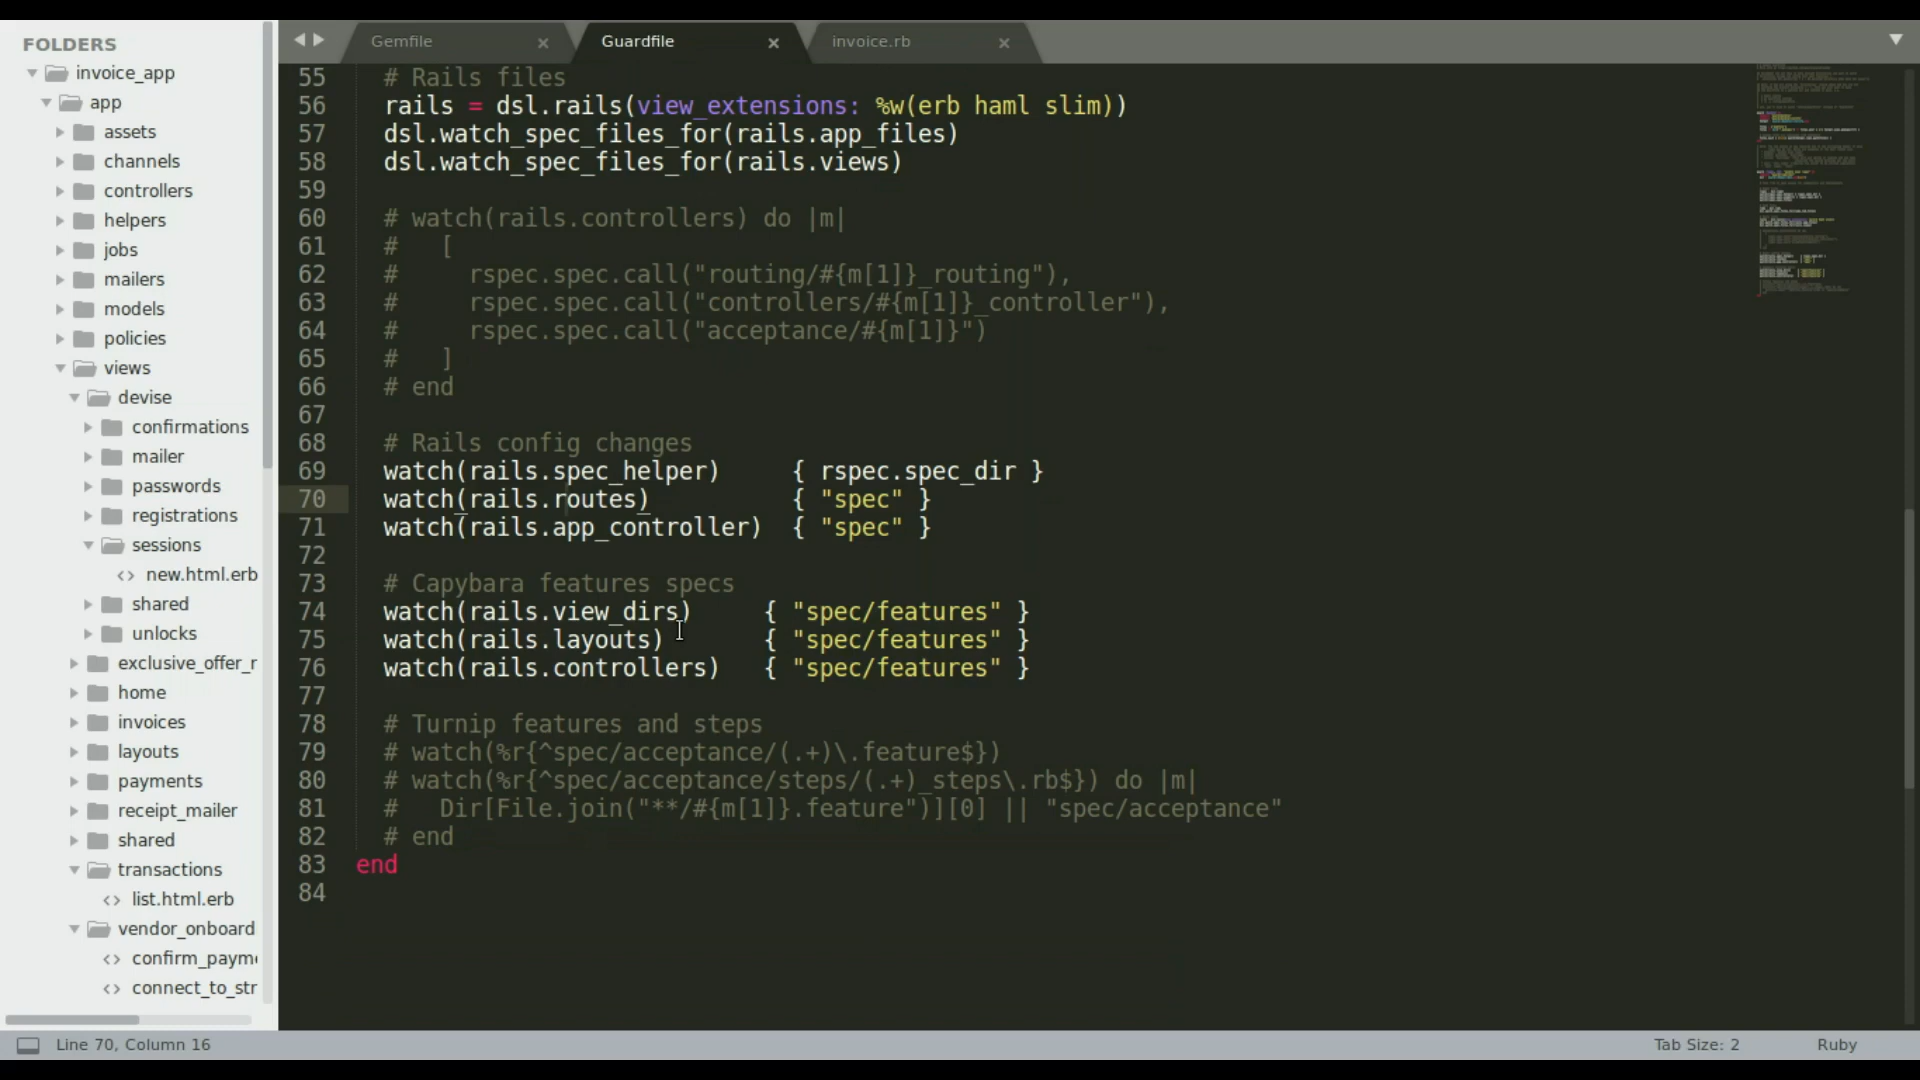 FOLDERS
invoice_app
app
assets
channels
controllers
helpers
jobs
mailers
models
policies
views
devise
confirmations
mailer
passwords
registrations
sessions
new.html.erb
shared
unlocks
exclusive_offer_r
home
invoices
layouts
payments
receipt_mailer
shared
transactions
list.html.erb
vendor_onboard
confirm_payme
connect_to_str
Gemfile
Guardfile
invoice.rb
55 # Rails files
56 rails = dsl.rails(view_extensions: %w(erb haml slim))
57 dsl.watch_spec_files_for(rails.app_files)
58 dsl.watch_spec_files_for(rails.views)
59
60 # watch(rails.controllers) do |m|
61 #   [
62 #     rspec.spec.call("routing/#{m[1]}_routing"),
63 #     rspec.spec.call("controllers/#{m[1]}_controller"),
64 #     rspec.spec.call("acceptance/#{m[1]}")
65 #   ]
66 # end
67
68 # Rails config changes
69 watch(rails.spec_helper)     { rspec.spec_dir }
70 watch(rails.routes)          { "spec" }
71 watch(rails.app_controller)  { "spec" }
72
73 # Capybara features specs
74 watch(rails.view_dirs)     { "spec/features" }
75 watch(rails.layouts)       { "spec/features" }
76 watch(rails.controllers)   { "spec/features" }
77
78 # Turnip features and steps
79 # watch(%r{^spec/acceptance/(.+)\.feature$})
80 # watch(%r{^spec/acceptance/steps/(.+)_steps\.rb$}) do |m|
81 #   Dir[File.join("**/#{m[1]}.feature")][0] || "spec/acceptance"
82 # end
83 end
84
Line 70, Column 16
Tab Size: 2
Ruby